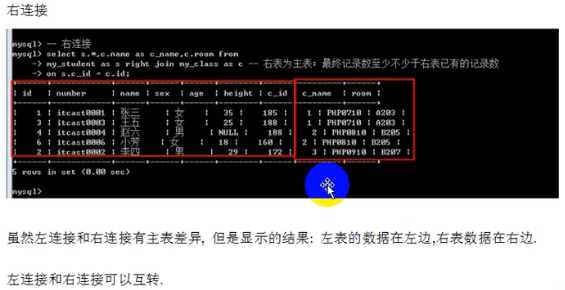 右连接
mysql> -- 右连接
mysql> select s.*,c.name as c_name,c.room from
    -> my_student as s right join my_class as c -- 右表为主表：最终记录数至少不少于右表已有的记录数
    -> on s.c_id = c.id;
| id | number | name | sex | age | height | c_id | c_name | room |
| 1 | itcast0001 | 张三 | 女 | 35 | 185 | 1 | PHP0710 | A203 |
| 3 | itcast0003 | 王五 | 女 | 25 | 188 | 1 | PHP0710 | A203 |
| 4 | itcast0004 | 赵六 | 男 | NULL | 188 | 2 | PHP0810 | B205 |
| 6 | itcast0006 | 小芳 | 女 | 18 | 160 | 2 | PHP0810 | B205 |
| 2 | itcast0002 | 李四 | 男 | 29 | 172 | 3 | PHP0910 | B207 |
5 rows in set (0.00 sec)
mysql>
虽然左连接和右连接有主表差异, 但是显示的结果: 左表的数据在左边,右表数据在右边.
左连接和右连接可以互转.